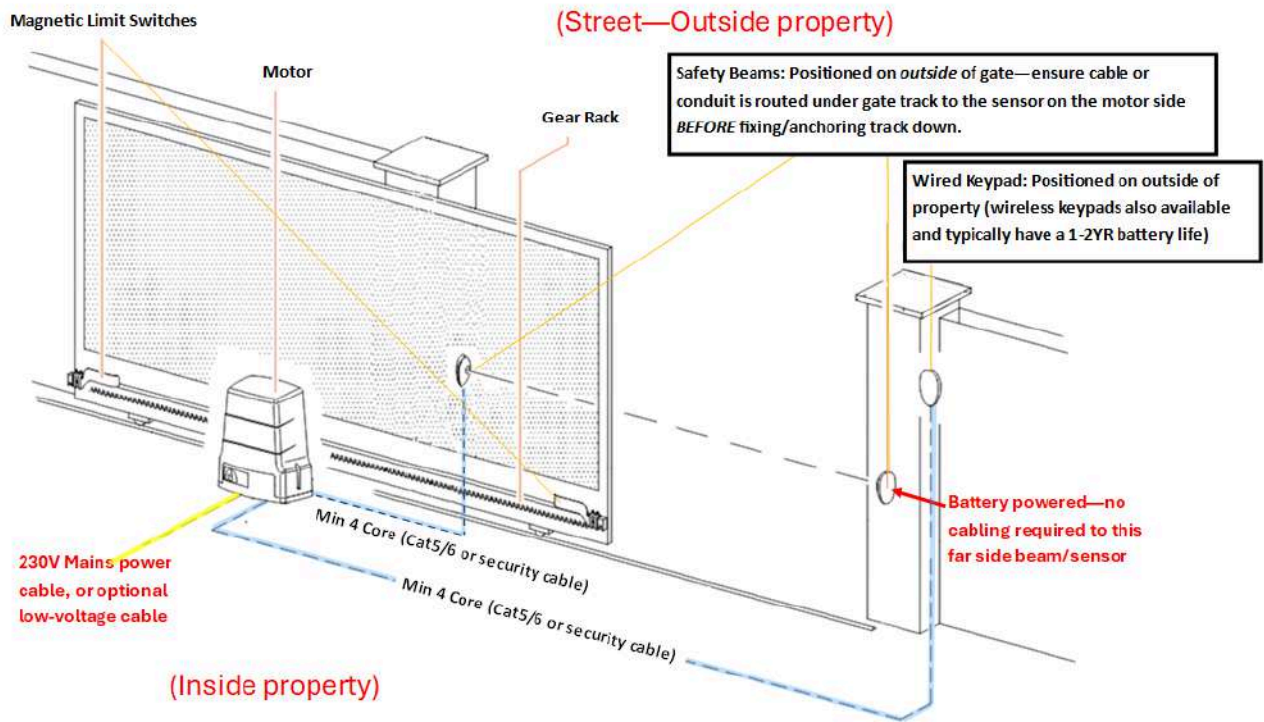 (Street—Outside property)
Magnetic Limit Switches
Motor
Gear Rack
Safety Beams: Positioned on outside of gate—ensure cable or
conduit is routed under gate track to the sensor on the motor side
BEFORE fixing/anchoring track down.
Wired Keypad: Positioned on outside of
property (wireless keypads also available
and typically have a 1-2YR battery life)
Battery powered—no
cabling required to this
far side beam/sensor
Min 4 Core (Cat5/6 or security cable)
Min 4 Core (Cat5/6 or security cable)
230V Mains power
cable, or optional
low-voltage cable
(Inside property)